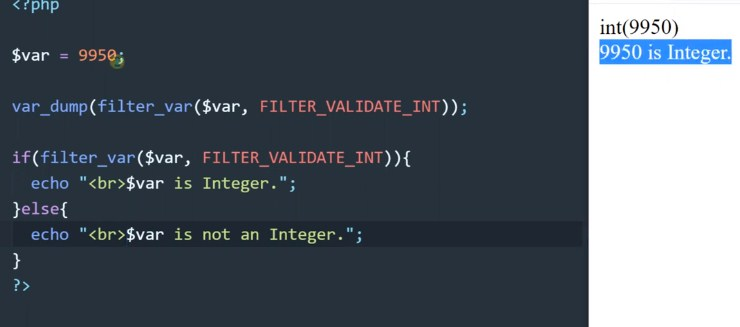 <?php
$var = 9950;
var_dump(filter_var($var, FILTER_VALIDATE_INT));
if(filter_var($var, FILTER_VALIDATE_INT)){
echo "<br>$var is Integer.";
}else{
echo "<br>$var is not an Integer.";
}
?>
int(9950)
9950 is Integer.